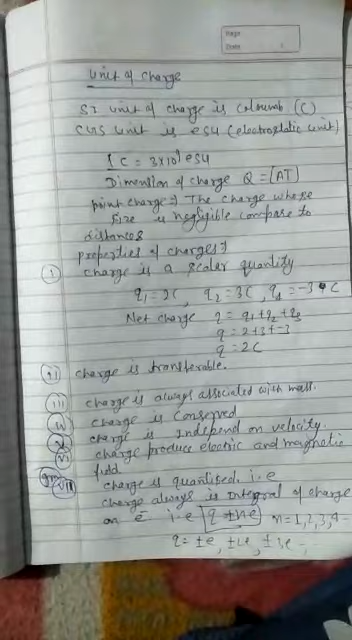 Page
Date
Unit of charge
SI unit of charge is coloumb (C)
CGS unit is esu (electrostatic unit)
1 C = 3x10⁹ esu
Dimension of charge Q = [AT]
point charge ⇒ The charge whose
size is negligible compare to
distances
properties of charges ⇒
(i) charge is a scalar quantity
q₁ = 2C, q₂ = 3C, q₃ = -3 C
Net charge q = q₁+q₂+q₃
q = 2+3+-3
q = 2C
(ii) charge is transferable.
(iii) charge is always associated with mass.
(iv) charge is conserved
(v) charge is Independ on velocity.
(vi) charge produce electric and magnetic
field
(vii) charge is quantised. i.e
charge always is Integral of charge
on e⁻ i.e q = ±ne n=1,2,3,4-
q = ±e, ±2e, ±3e -